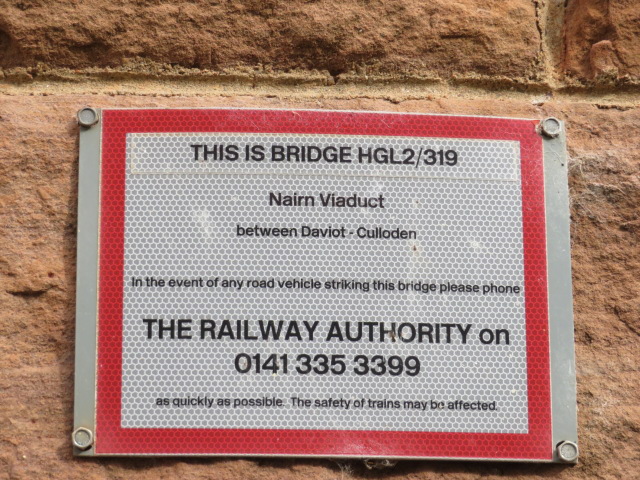 THIS IS BRIDGE HGL2/319
Nairn Viaduct
between Daviot - Culloden
In the event of any road vehicle striking this bridge please phone
THE RAILWAY AUTHORITY on
0141 335 3399
as quickly as possible. The safety of trains may be affected.